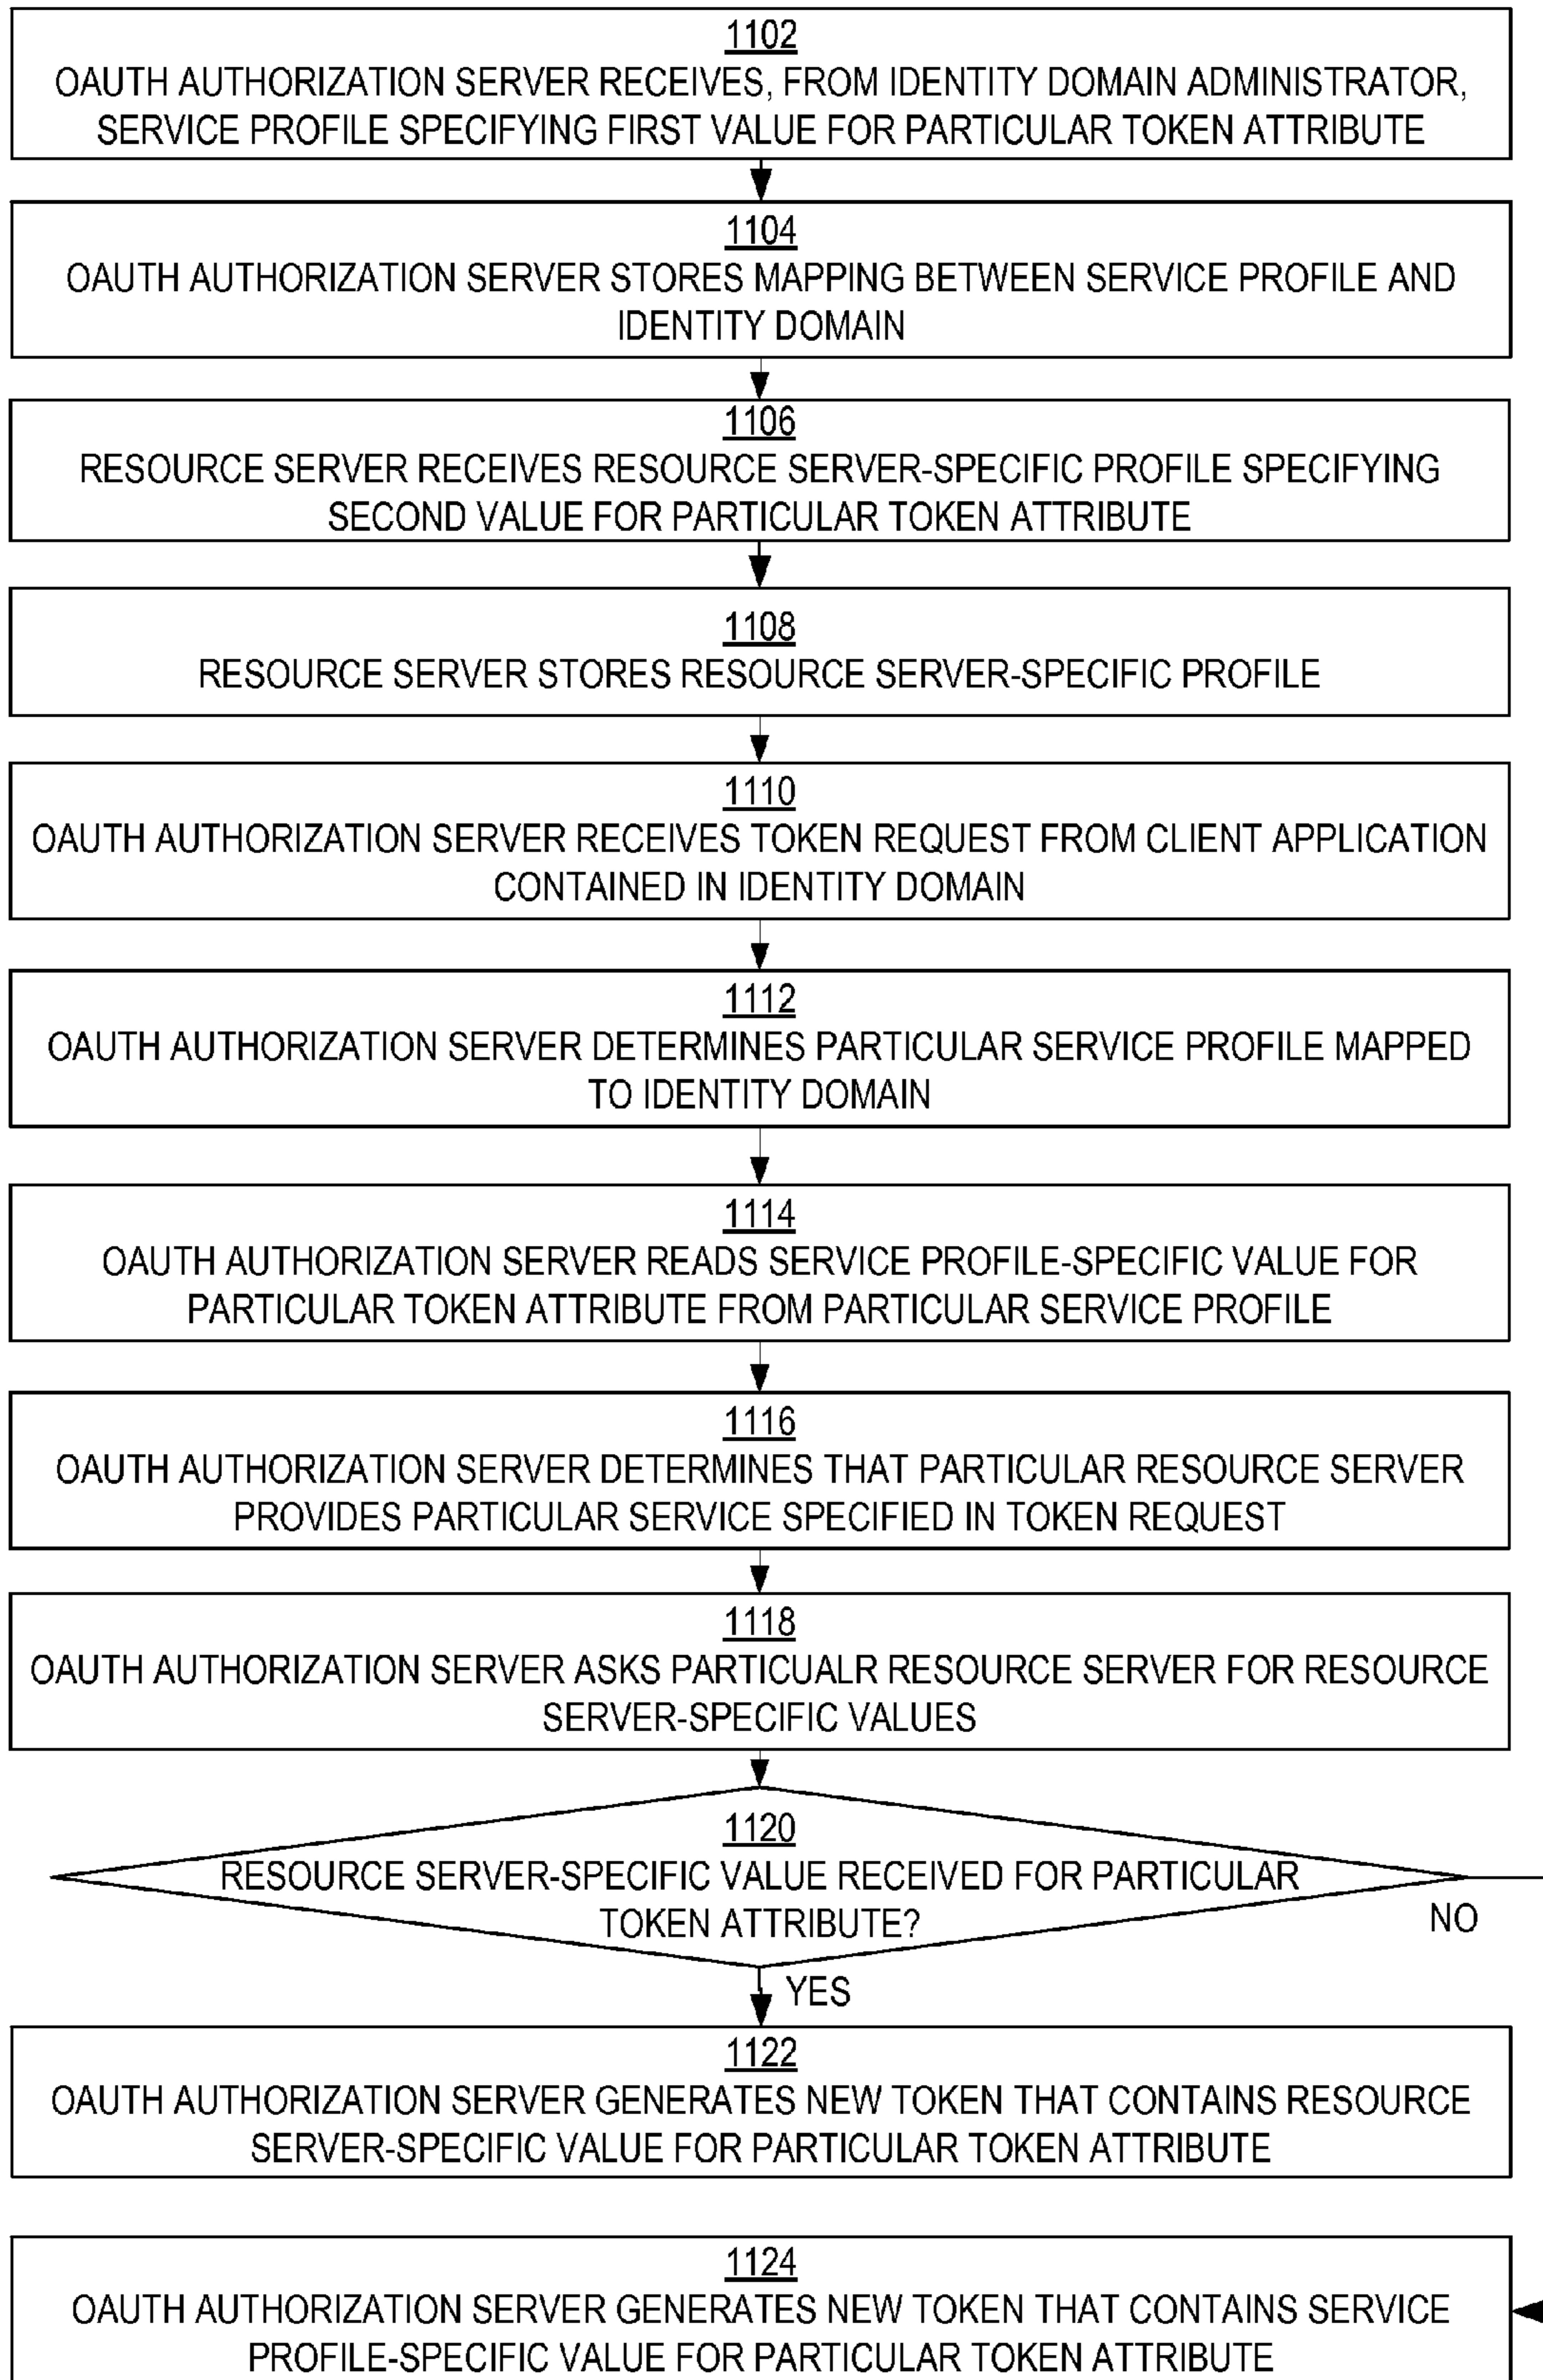 1102
OAUTH AUTHORIZATION SERVER RECEIVES, FROM IDENTITY DOMAIN ADMINISTRATOR,
SERVICE PROFILE SPECIFYING FIRST VALUE FOR PARTICULAR TOKEN ATTRIBUTE
1104
OAUTH AUTHORIZATION SERVER STORES MAPPING BETWEEN SERVICE PROFILE AND
IDENTITY DOMAIN
1106
RESOURCE SERVER RECEIVES RESOURCE SERVER-SPECIFIC PROFILE SPECIFYING
SECOND VALUE FOR PARTICULAR TOKEN ATTRIBUTE
1108
RESOURCE SERVER STORES RESOURCE SERVER-SPECIFIC PROFILE
1110
OAUTH AUTHORIZATION SERVER RECEIVES TOKEN REQUEST FROM CLIENT APPLICATION
CONTAINED IN IDENTITY DOMAIN
1112
OAUTH AUTHORIZATION SERVER DETERMINES PARTICULAR SERVICE PROFILE MAPPED
TO IDENTITY DOMAIN
1114
OAUTH AUTHORIZATION SERVER READS SERVICE PROFILE-SPECIFIC VALUE FOR
PARTICULAR TOKEN ATTRIBUTE FROM PARTICULAR SERVICE PROFILE
1116
OAUTH AUTHORIZATION SERVER DETERMINES THAT PARTICULAR RESOURCE SERVER
PROVIDES PARTICULAR SERVICE SPECIFIED IN TOKEN REQUEST
1118
OAUTH AUTHORIZATION SERVER ASKS PARTICUALR RESOURCE SERVER FOR RESOURCE
SERVER-SPECIFIC VALUES
1120
RESOURCE SERVER-SPECIFIC VALUE RECEIVED FOR PARTICULAR
TOKEN ATTRIBUTE?
NO
YES
1122
OAUTH AUTHORIZATION SERVER GENERATES NEW TOKEN THAT CONTAINS RESOURCE
SERVER-SPECIFIC VALUE FOR PARTICULAR TOKEN ATTRIBUTE
1124
OAUTH AUTHORIZATION SERVER GENERATES NEW TOKEN THAT CONTAINS SERVICE
PROFILE-SPECIFIC VALUE FOR PARTICULAR TOKEN ATTRIBUTE